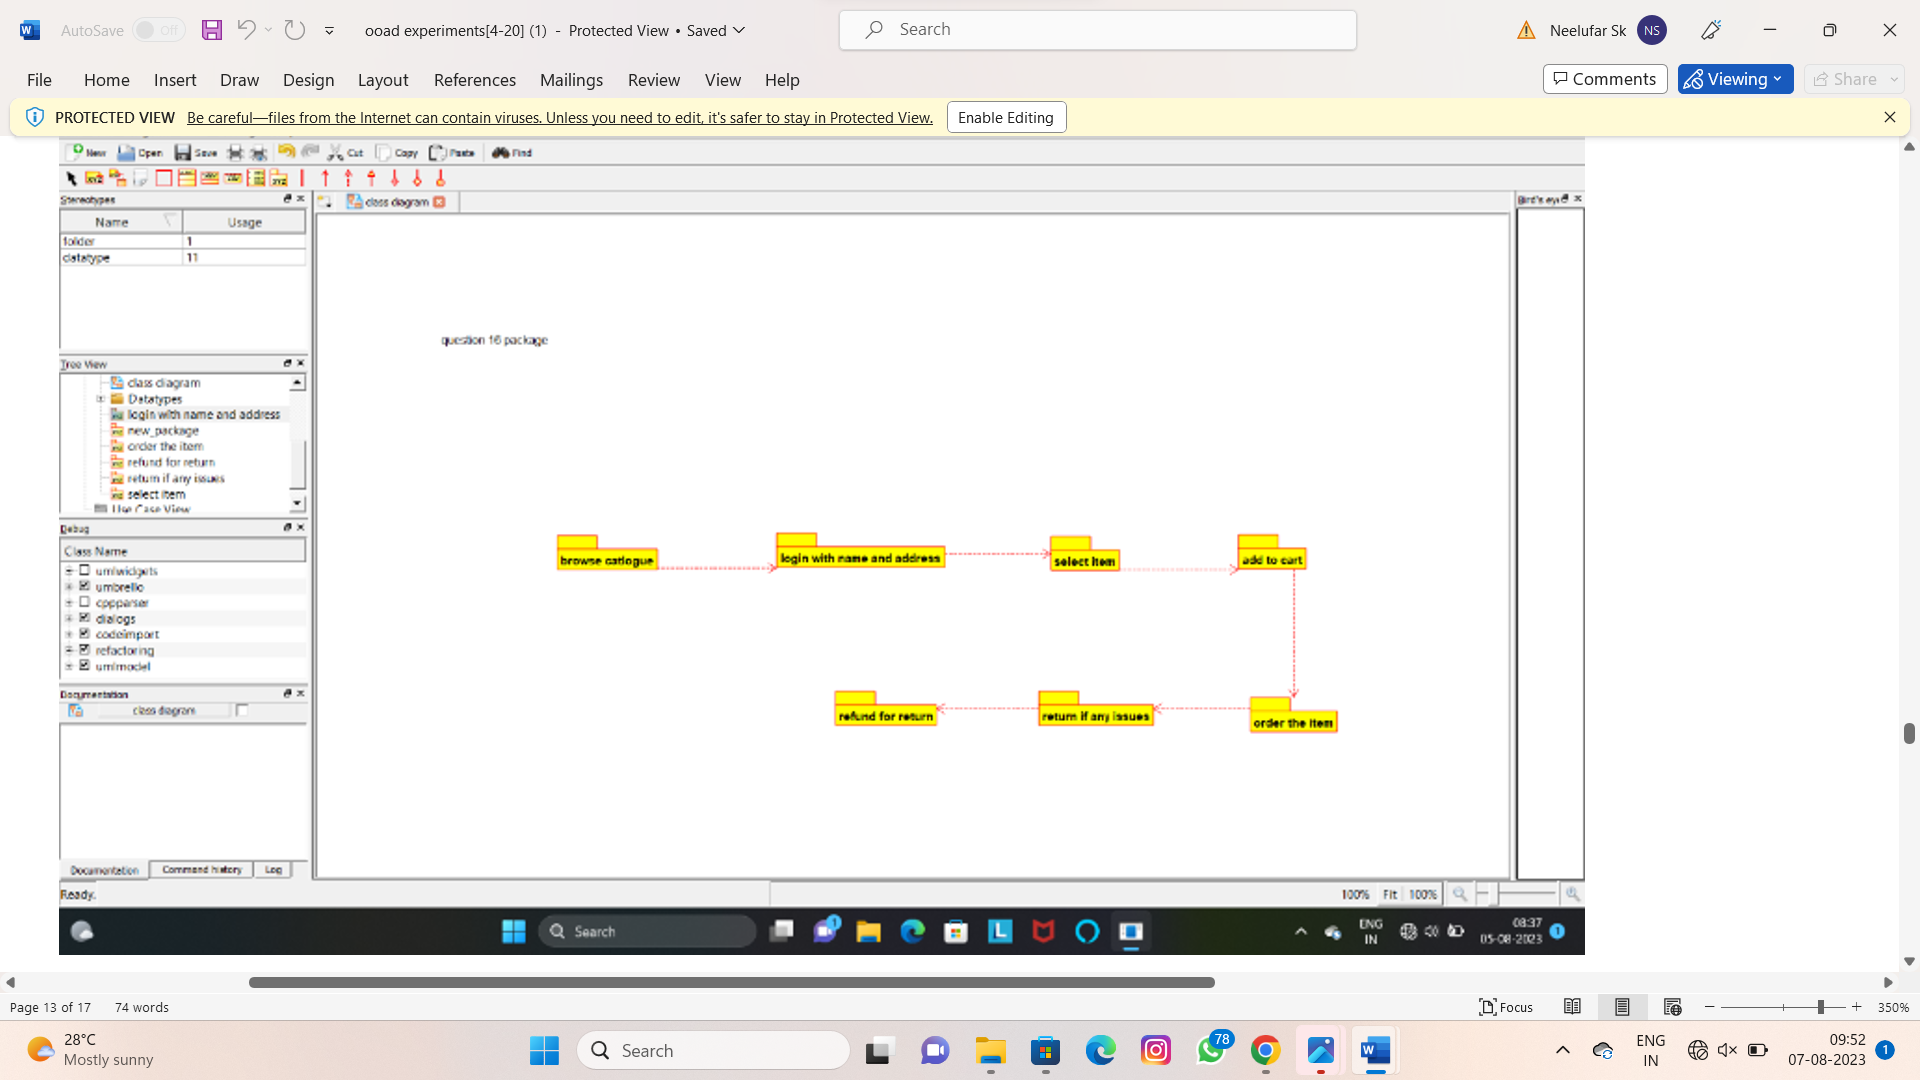 AutoSave Off ooad experiments[4-20] (1) - Protected View • Saved Search Neelufar Sk NS
File Home Insert Draw Design Layout References Mailings Review View Help Comments Viewing Share
PROTECTED VIEW Be careful—files from the Internet can contain viruses. Unless you need to edit, it's safer to stay in Protected View. Enable Editing
New Open Save Cut Copy Paste Find
Stereotypes class diagram Bird's eye
Name Usage
folder 1
datatype 11
question 16 package
Tree View
class diagram
Datatypes
login with name and address
new_package
order the item
refund for return
return if any issues
select item
Use Case View
Debug
Class Name
umlwidgets
umbrello
cppparser
dialogs
codeimport
refactoring
umlmodel
browse catlogue login with name and address select item add to cart
refund for return return if any issues order the item
Documentation
class diagram
Documentation Command history Log
Ready. 100% Fit 100%
Search 1 ENG IN 08:37 05-08-2023 1
Page 13 of 17 74 words Focus 350%
28°C
Mostly sunny
Search 78 ENG IN 09:52 07-08-2023 1